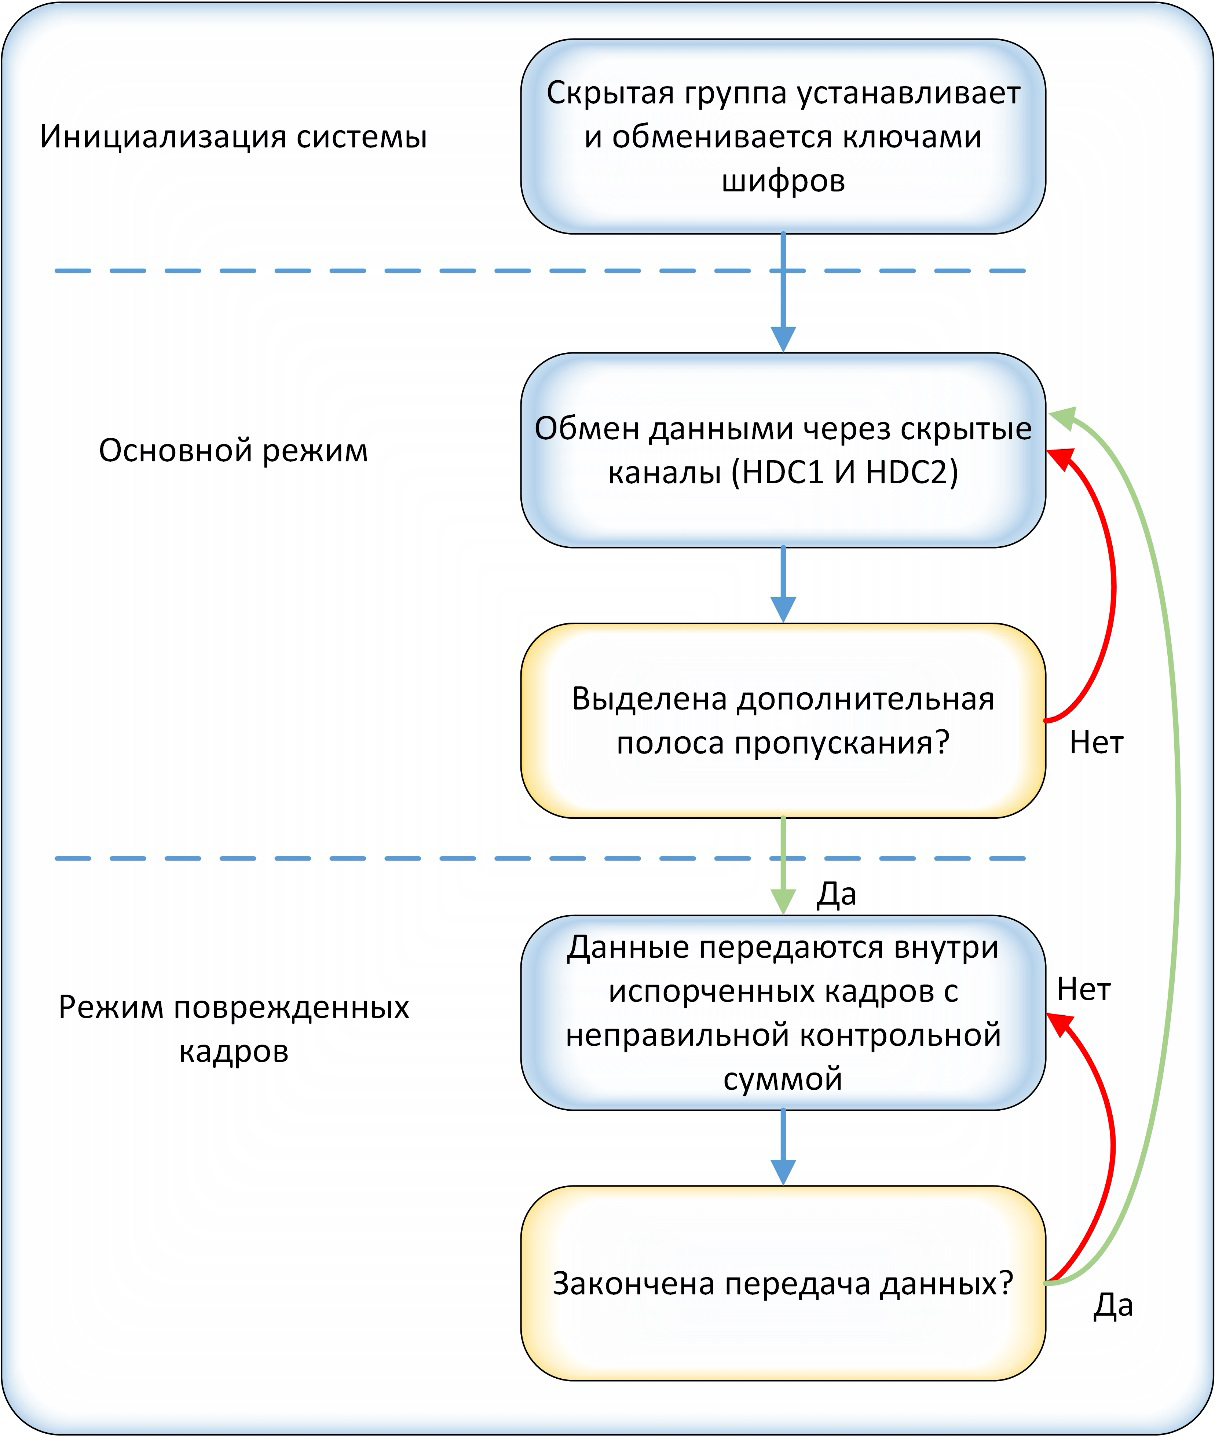 Скрытая группа устанавливает
и обменивается ключами
шифров
Инициализация системы
Обмен данными через скрытые
каналы (HDC1 И HDC2)
Основной режим
Выделена дополнительная
полоса пропускания?
Нет
Да
Данные передаются внутри
испорченных кадров с
неправильной контрольной
суммой
Нет
Режим поврежденных
кадров
Закончена передача данных?
Да